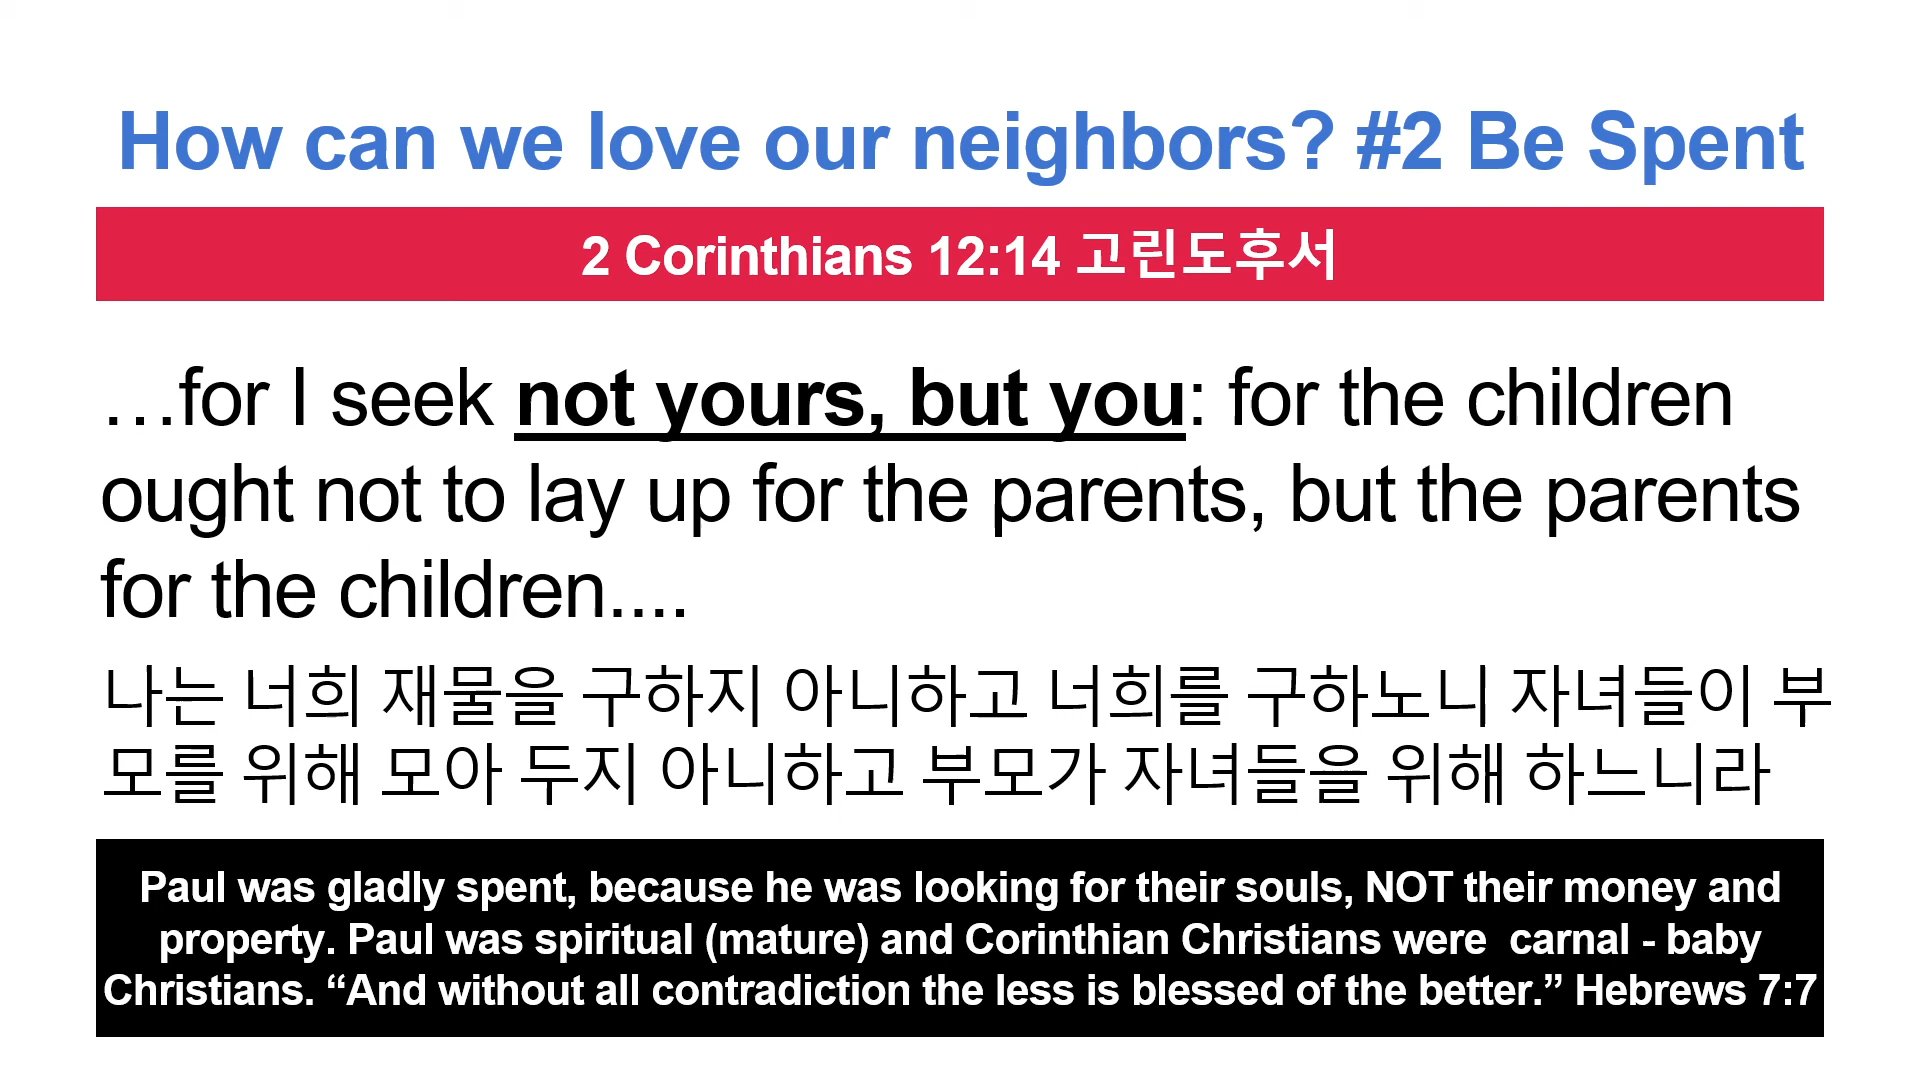 How can we love our neighbors? #2 Be Spent
2 Corinthians 12:14 고린도후서
…for I seek not yours, but you: for the children
ought not to lay up for the parents, but the parents
for the children....
나는 너희 재물을 구하지 아니하고 너희를 구하노니 자녀들이 부
모를 위해 모아 두지 아니하고 부모가 자녀들을 위해 하느니라
Paul was gladly spent, because he was looking for their souls, NOT their money and
property. Paul was spiritual (mature) and Corinthian Christians were  carnal - baby
Christians. “And without all contradiction the less is blessed of the better.” Hebrews 7:7